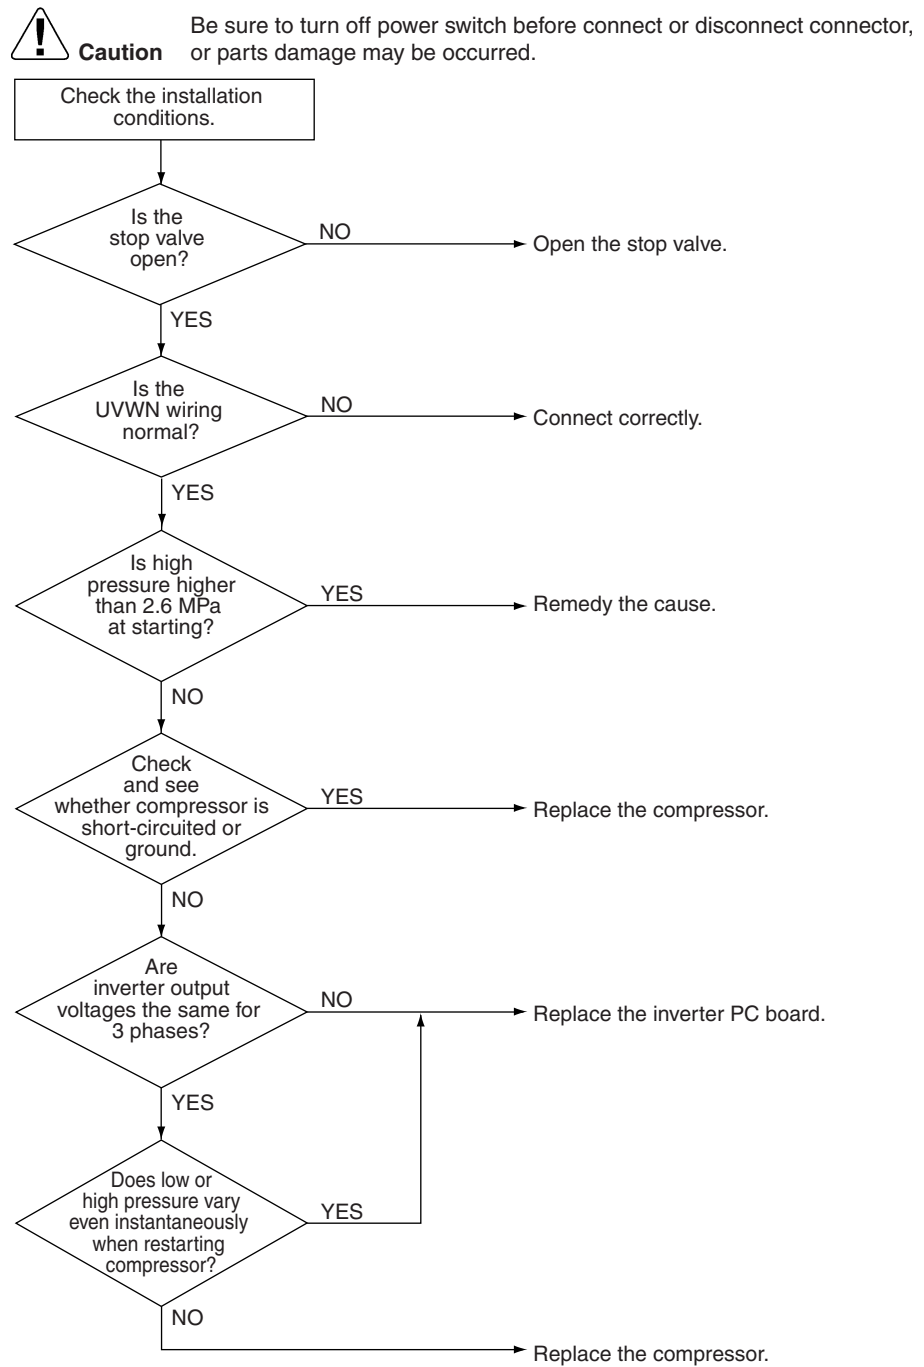 Be sure to turn off power switch before connect or disconnect connector,
Caution or parts damage may be occurred.
Check the installation
conditions.
Is the
stop valve
open?
NO
Open the stop valve.
YES
Is the
UVWN wiring
normal?
NO
Connect correctly.
YES
Is high
pressure higher
than 2.6 MPa
at starting?
YES
Remedy the cause.
NO
Check
and see
whether compressor is
short-circuited or
ground.
YES
Replace the compressor.
NO
Are
inverter output
voltages the same for
3 phases?
NO
Replace the inverter PC board.
YES
Does low or
high pressure vary
even instantaneously
when restarting
compressor?
YES
NO
Replace the compressor.